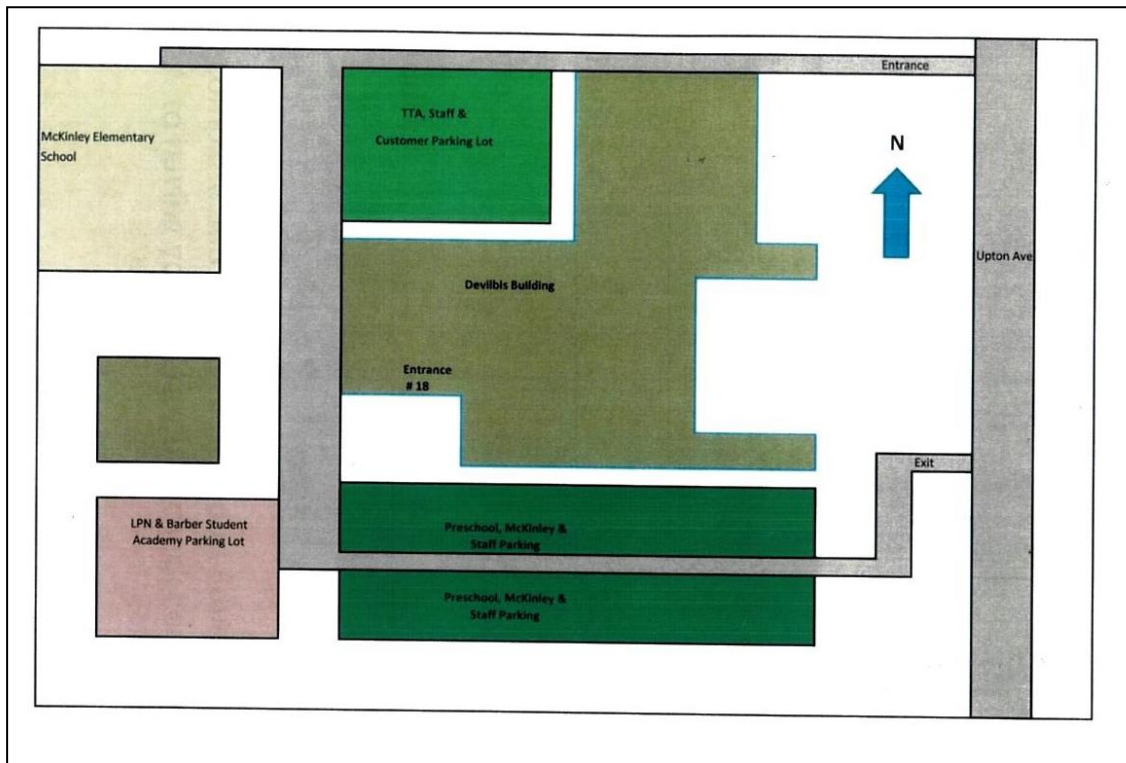 Entrance
TTA, Staff &
Customer Parking Lot
McKinley Elementary
School
N
Upton Ave
Devilbis Building
Entrance
# 18
Exit
LPN & Barber Student
Academy Parking Lot
Preschool, McKinley &
Staff Parking
Preschool, McKinley &
Staff Parking